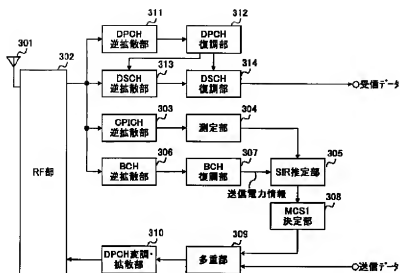 311
312
301
302
DPCH
逆拡散部
DPCH
復調部
313
314
DSCH
逆拡散部
DSCH
復調部
受信データ
303
304
CPICH
逆拡散部
測定部
306
307
305
RF部
BCH
逆拡散部
BCH
復調部
SIR推定部
送信電力情報
308
MCS1
決定部
310
309
DPCH変調・
拡散部
多重部
送信データ